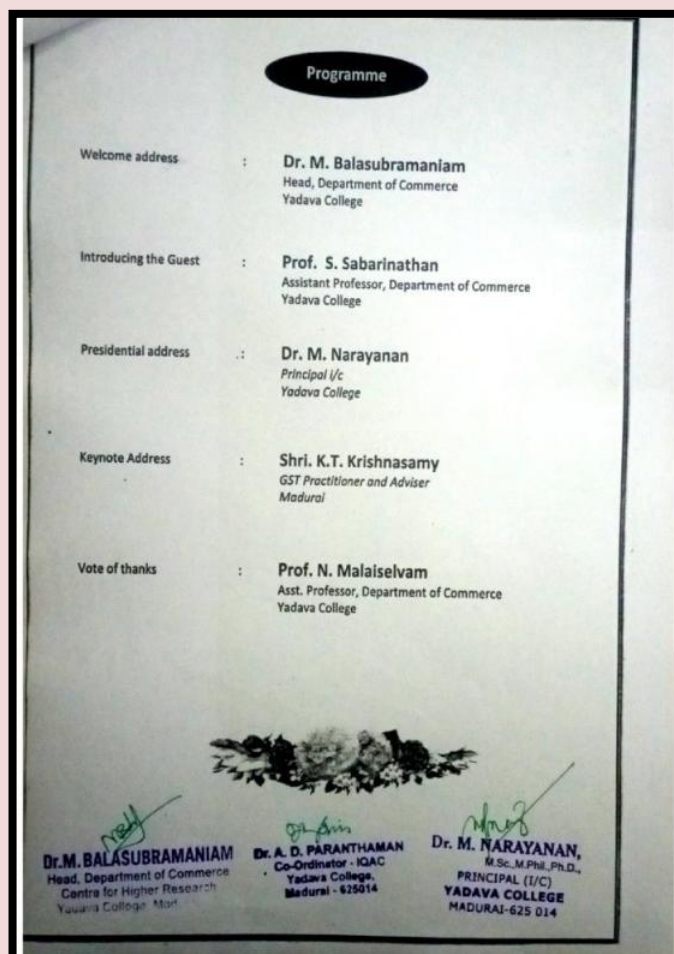 Programme
Welcome address : Dr. M. Balasubramaniam
Head, Department of Commerce
Yadava College
Introducing the Guest : Prof. S. Sabarinathan
Assistant Professor, Department of Commerce
Yadava College
Presidential address .: Dr. M. Narayanan
Principal i/c
Yadava College
Keynote Address : Shri. K.T. Krishnasamy
GST Practitioner and Adviser
Madurai
Vote of thanks : Prof. N. Malaiselvam
Asst. Professor, Department of Commerce
Yadava College
Dr.M.BALASUBRAMANIAM
Head, Department of Commerce
Centre for Higher Research
Yadava College, Mad
Dr. A. D. PARANTHAMAN
Co-Ordinator - IQAC
Yadava College,
Madurai - 625014
Dr. M. NARAYANAN,
M.Sc.,M.Phil.,Ph.D.,
PRINCIPAL (I/C)
YADAVA COLLEGE
MADURAI-625 014